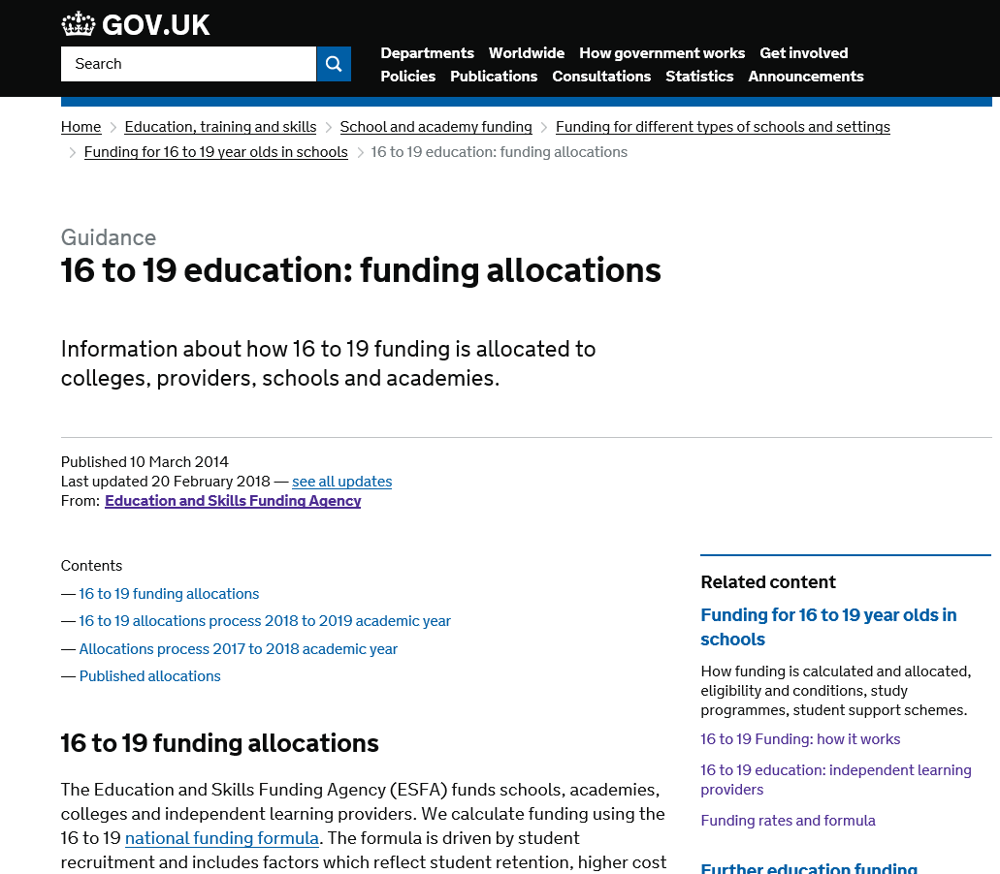 GOV.UK
Search
Departments Worldwide How government works Get involved
Policies Publications Consultations Statistics Announcements
Home Education, training and skills School and academy funding Funding for different types of schools and settings
Funding for 16 to 19 year olds in schools 16 to 19 education: funding allocations
Guidance
16 to 19 education: funding allocations
Information about how 16 to 19 funding is allocated to
colleges, providers, schools and academies.
Published 10 March 2014
Last updated 20 February 2018 — see all updates
From: Education and Skills Funding Agency
Contents
— 16 to 19 funding allocations
— 16 to 19 allocations process 2018 to 2019 academic year
— Allocations process 2017 to 2018 academic year
— Published allocations
16 to 19 funding allocations
The Education and Skills Funding Agency (ESFA) funds schools, academies,
colleges and independent learning providers. We calculate funding using the
16 to 19 national funding formula. The formula is driven by student
recruitment and includes factors which reflect student retention, higher cost
Related content
Funding for 16 to 19 year olds in
schools
How funding is calculated and allocated,
eligibility and conditions, study
programmes, student support schemes.
16 to 19 Funding: how it works
16 to 19 education: independent learning
providers
Funding rates and formula
Further education funding